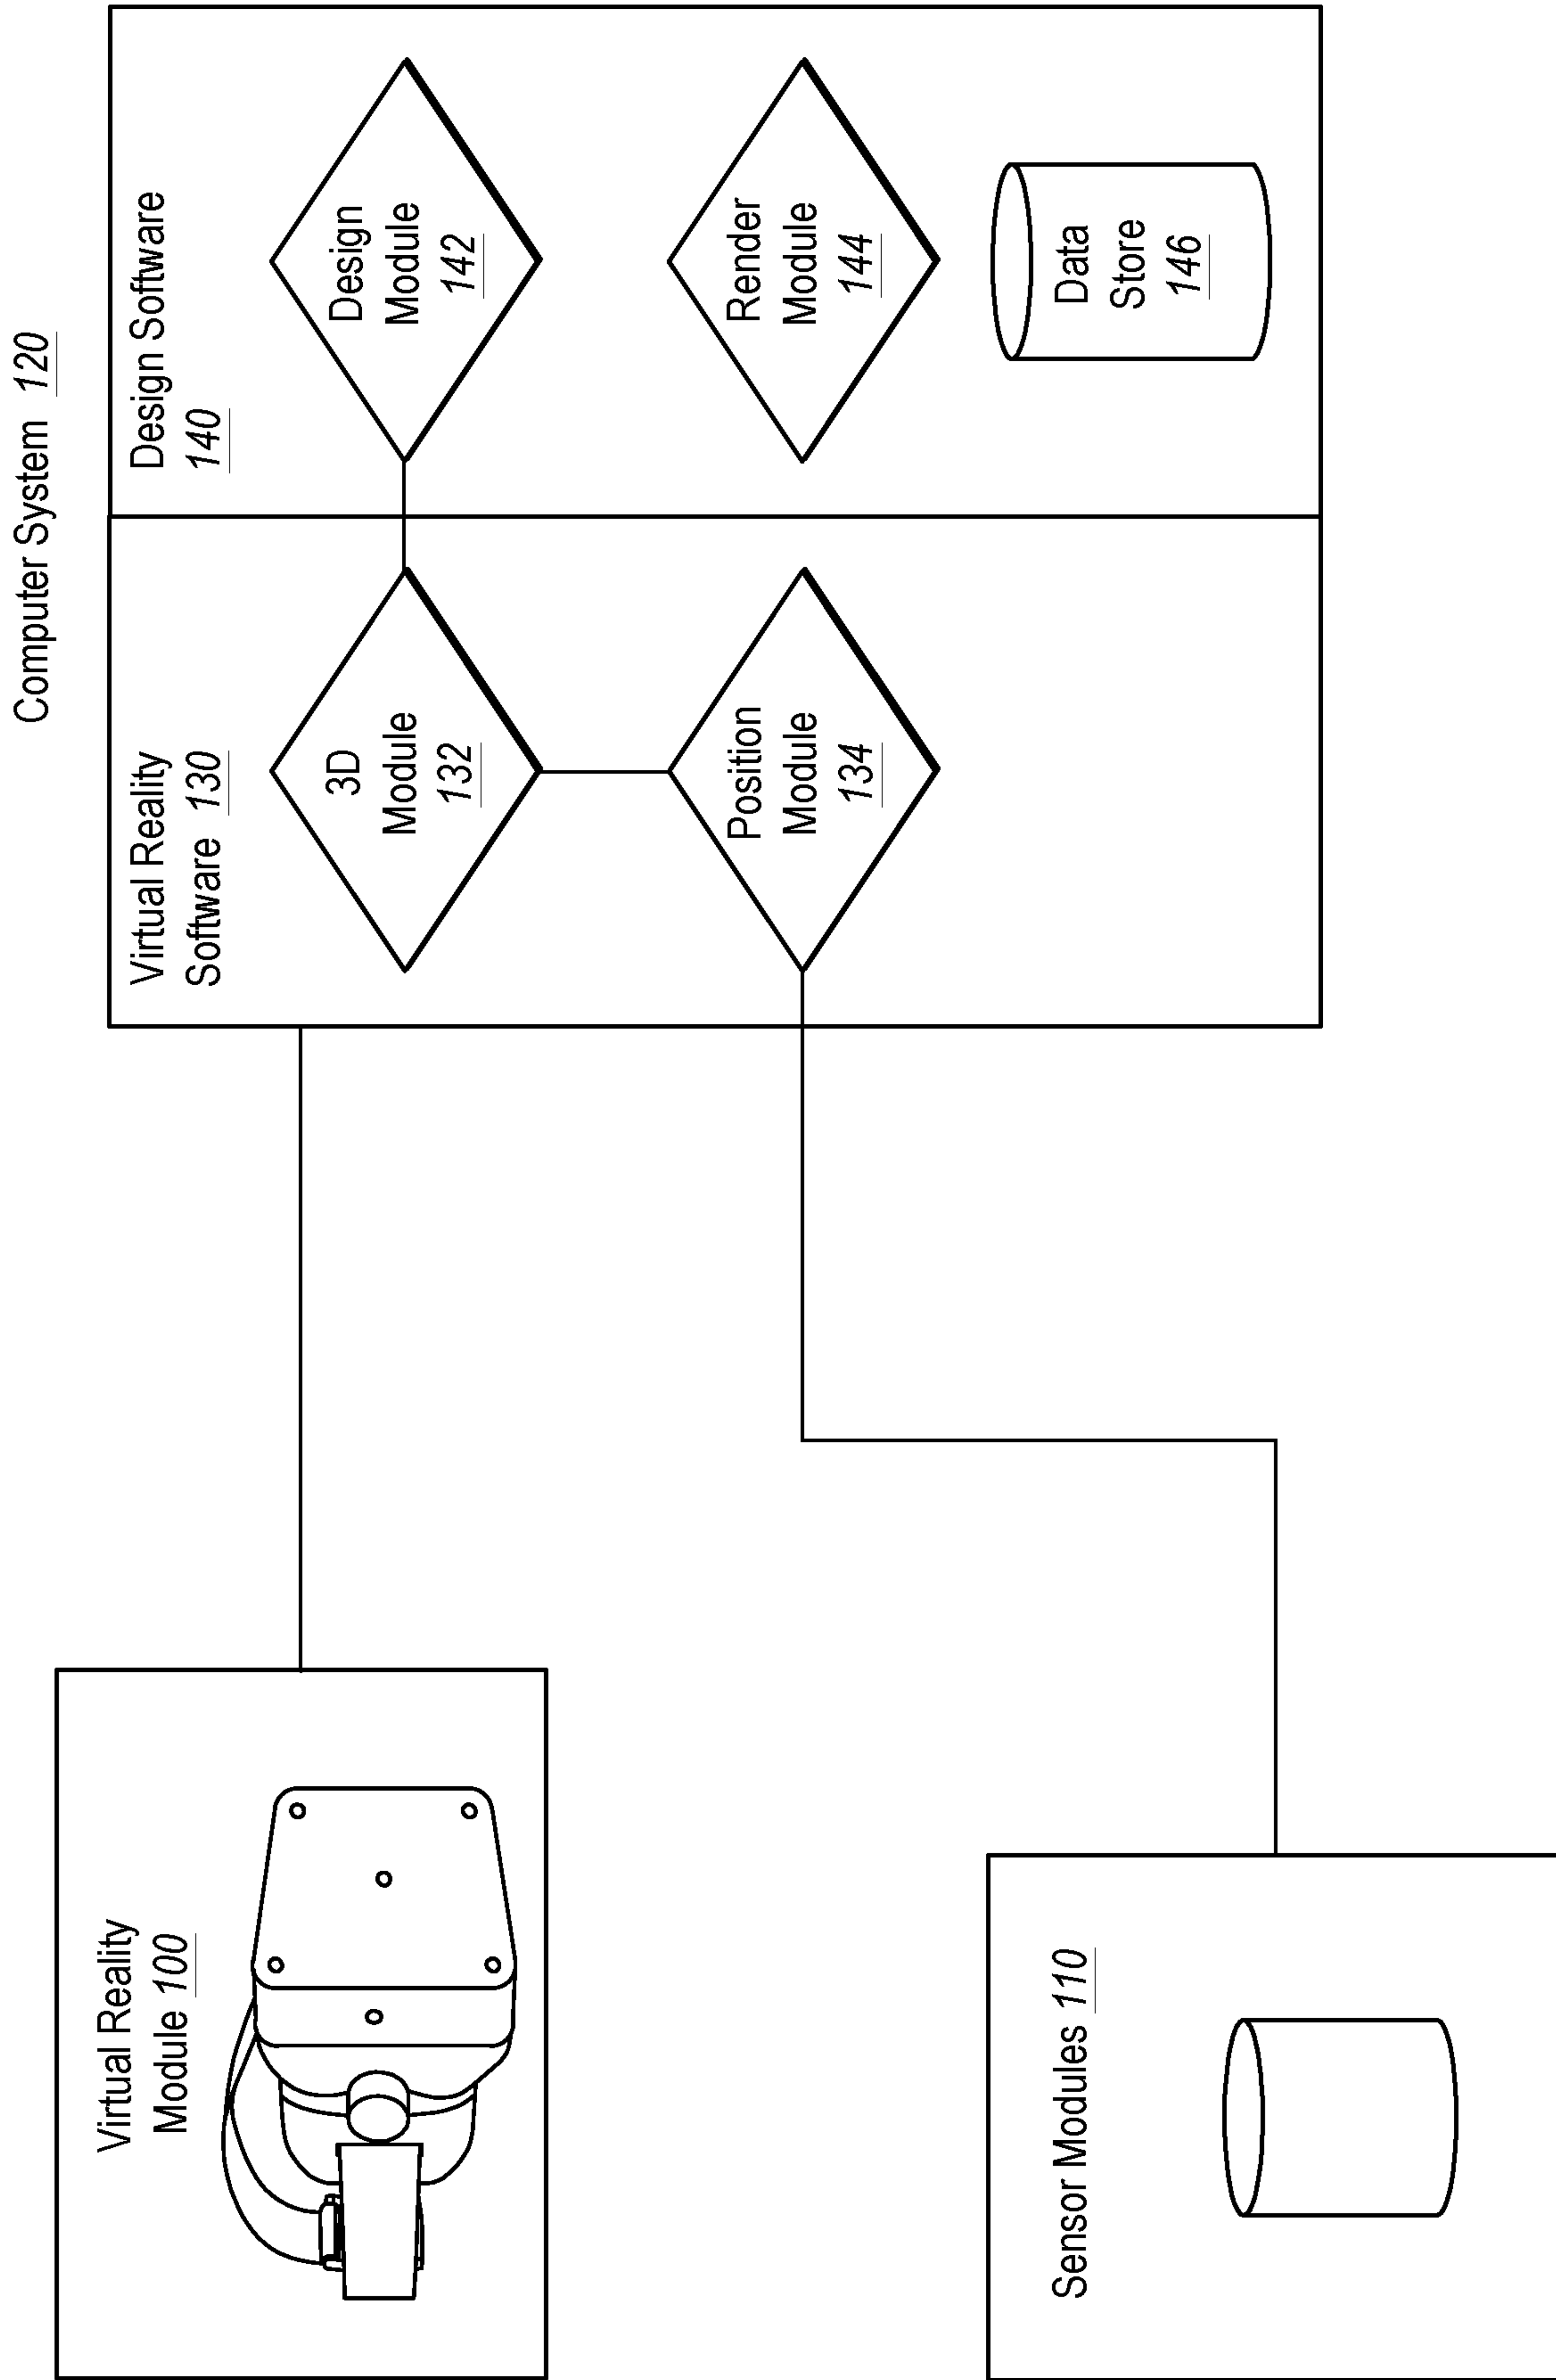 Computer System 120
Virtual Reality
Module 100
Virtual Reality
Software 130
3D
Module
132
Position
Module
134
Design Software
140
Design
Module
142
Render
Module
144
Data
Store
146
Sensor Modules 110